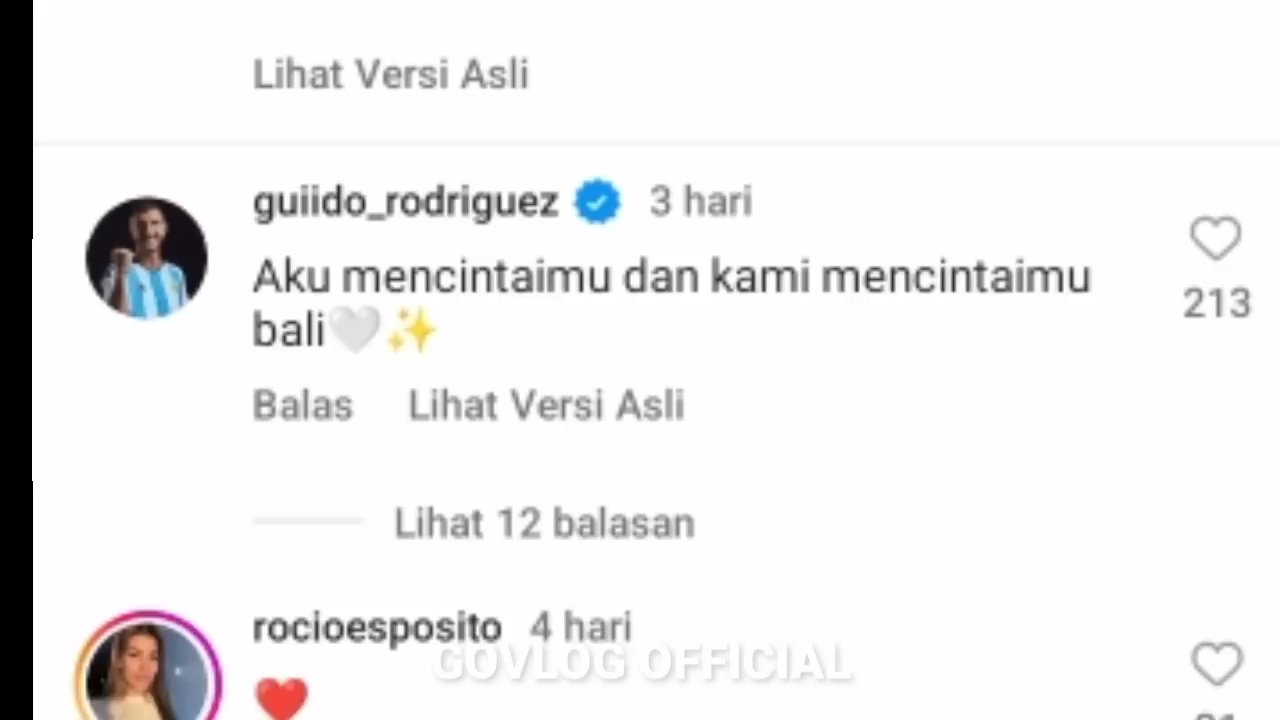 Lihat Versi Asli
guiido_rodriguez 3 hari
Aku mencintaimu dan kami mencintaimu
bali🤍✨
213
Balas Lihat Versi Asli
Lihat 12 balasan
rocioesposito 4 hari
GOVLOG OFFICIAL
❤️